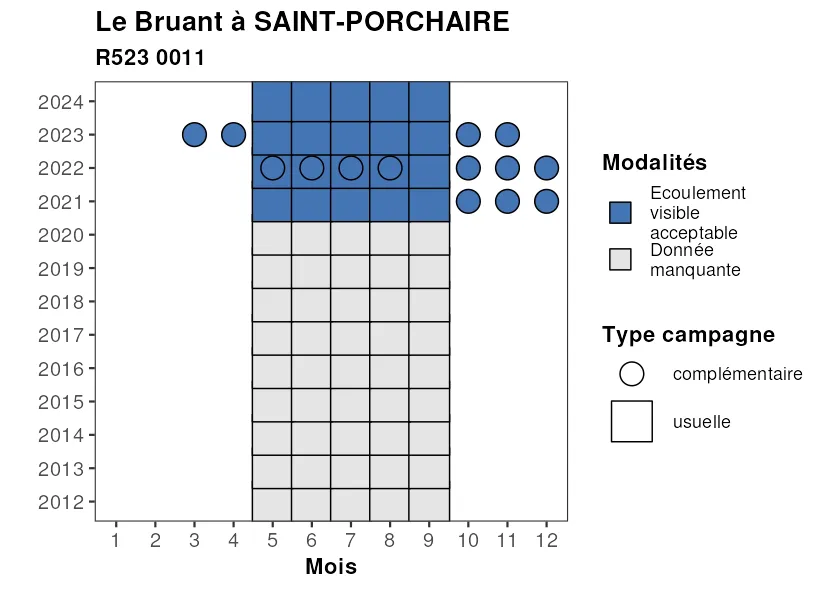 Le Bruant à SAINT-PORCHAIRE
R523 0011
2024
2023
2022
2021
2020
2019
2018
2017
2016
2015
2014
2013
2012
1 2 3 4 5 6 7 8 9 10 11 12
Mois
Modalités
Ecoulement
visible
acceptable
Donnée
manquante
Type campagne
complémentaire
usuelle